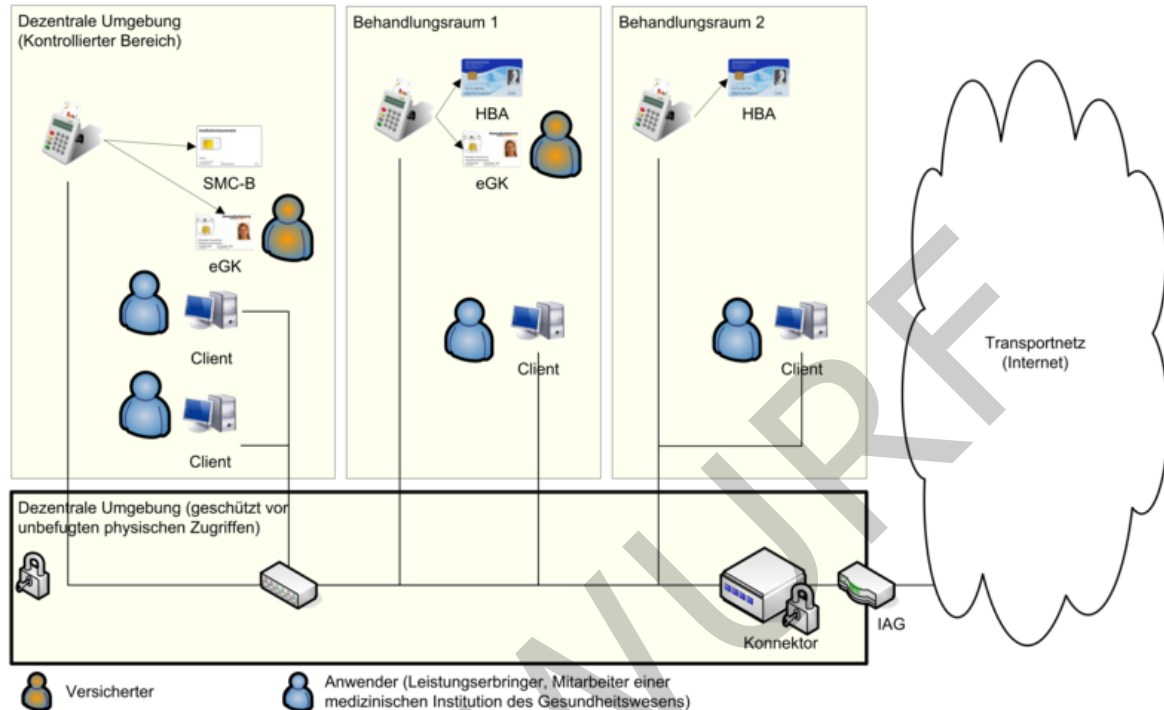 Dezentrale Umgebung
(Kontrollierter Bereich)
SMC-B
eGK
Client
Client
Behandlungsraum 1
HBA
eGK
Client
Behandlungsraum 2
HBA
Client
Transportnetz
(Internet)
Dezentrale Umgebung (geschützt vor
unbefugten physischen Zugriffen)
Konnektor
IAG
Versicherter
Anwender (Leistungserbringer, Mitarbeiter einer
medizinischen Institution des Gesundheitswesens)
WURF